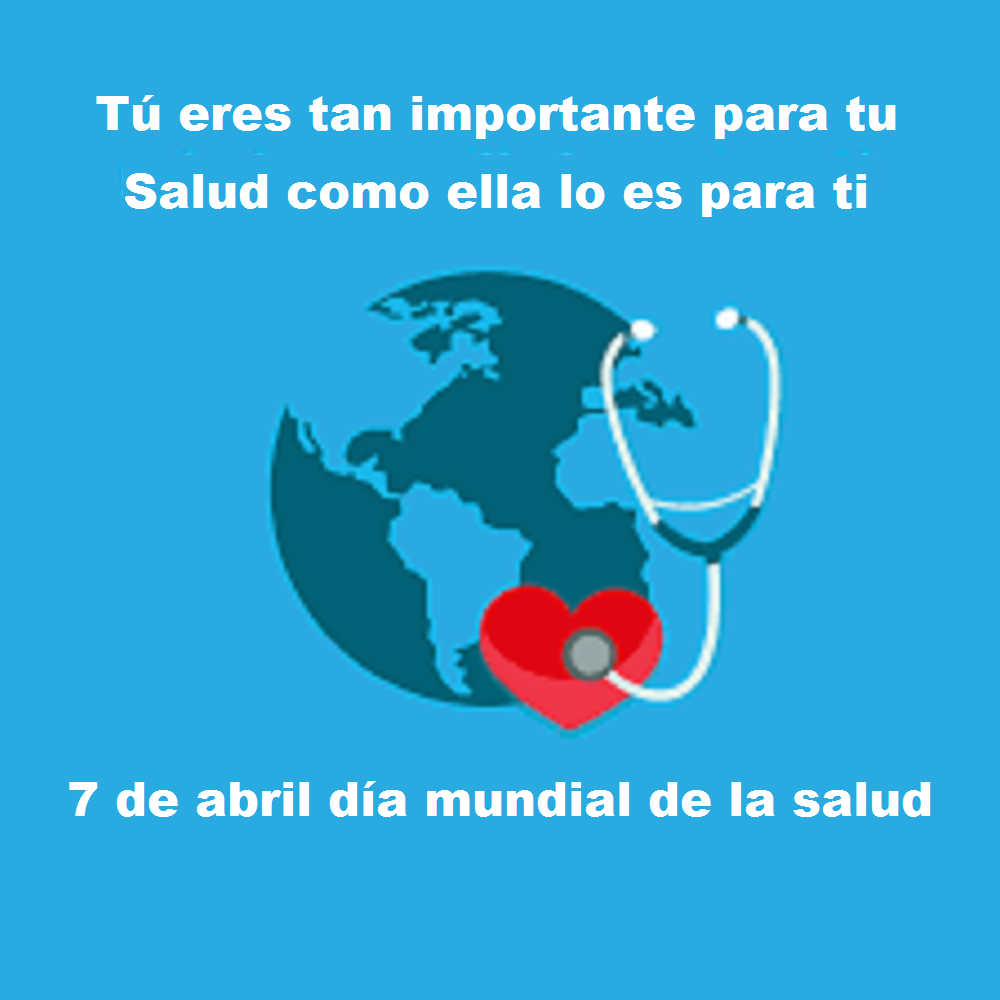 Tú eres tan importante para tu
Salud como ella lo es para ti
7 de abril día mundial de la salud